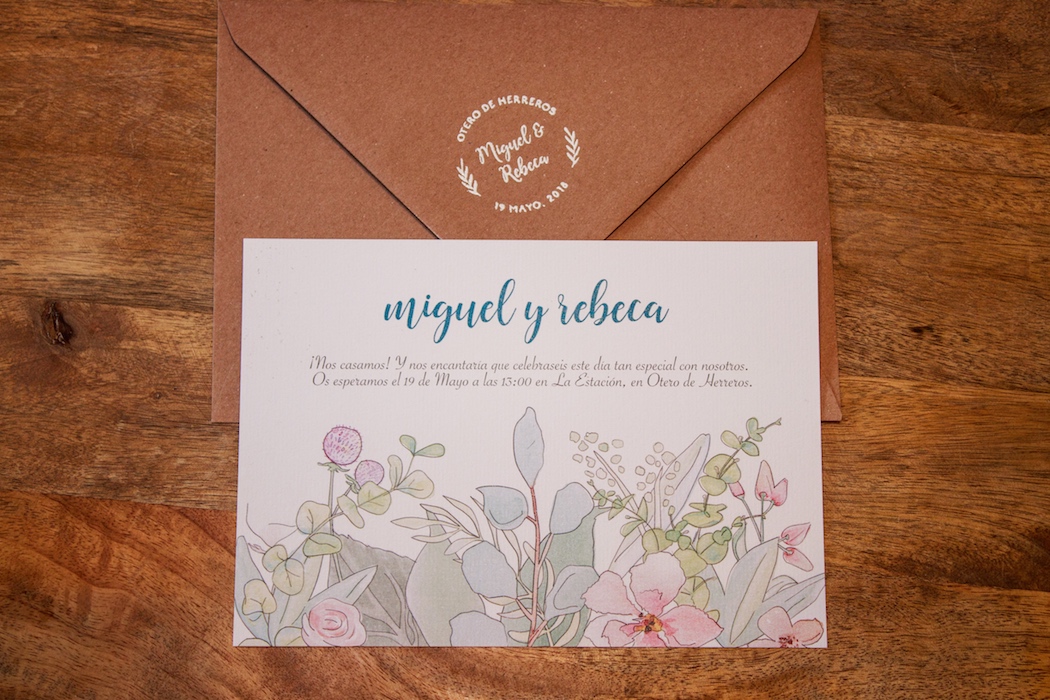 OTERO DE HERREROS
Miguel &
Rebeca
19 MAYO, 2018
miguel y rebeca
¡Nos casamos! Y nos encantaría que celebraseis este día tan especial con nosotros.
Os esperamos el 19 de Mayo a las 13:00 en La Estación, en Otero de Herreros.